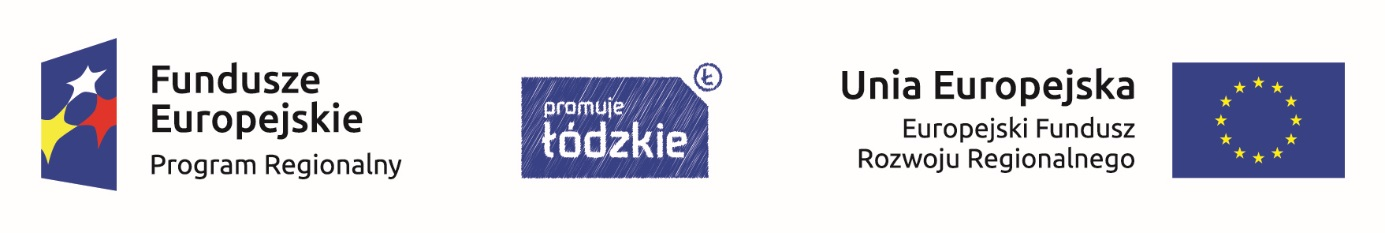 Fundusze
Europejskie
Program Regionalny
promuje
łódzkie
Ł
Unia Europejska
Europejski Fundusz
Rozwoju Regionalnego